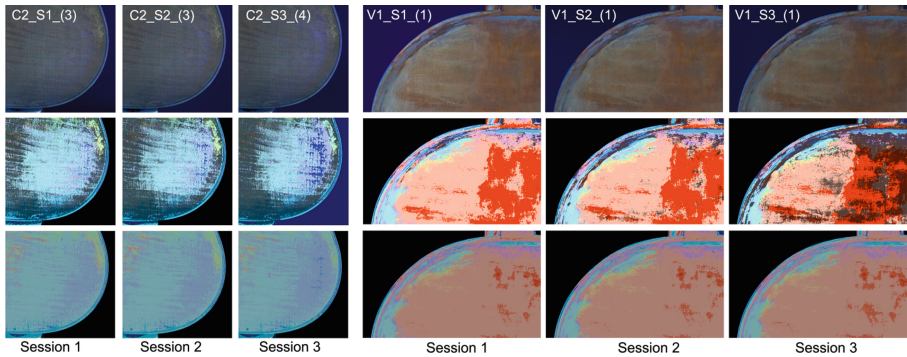 C2_S1_(3) C2_S2_(3) C2_S3_(4) V1_S1_(1) V1_S2_(1) V1_S3_(1)
Session 1 Session 2 Session 3 Session 1 Session 2 Session 3